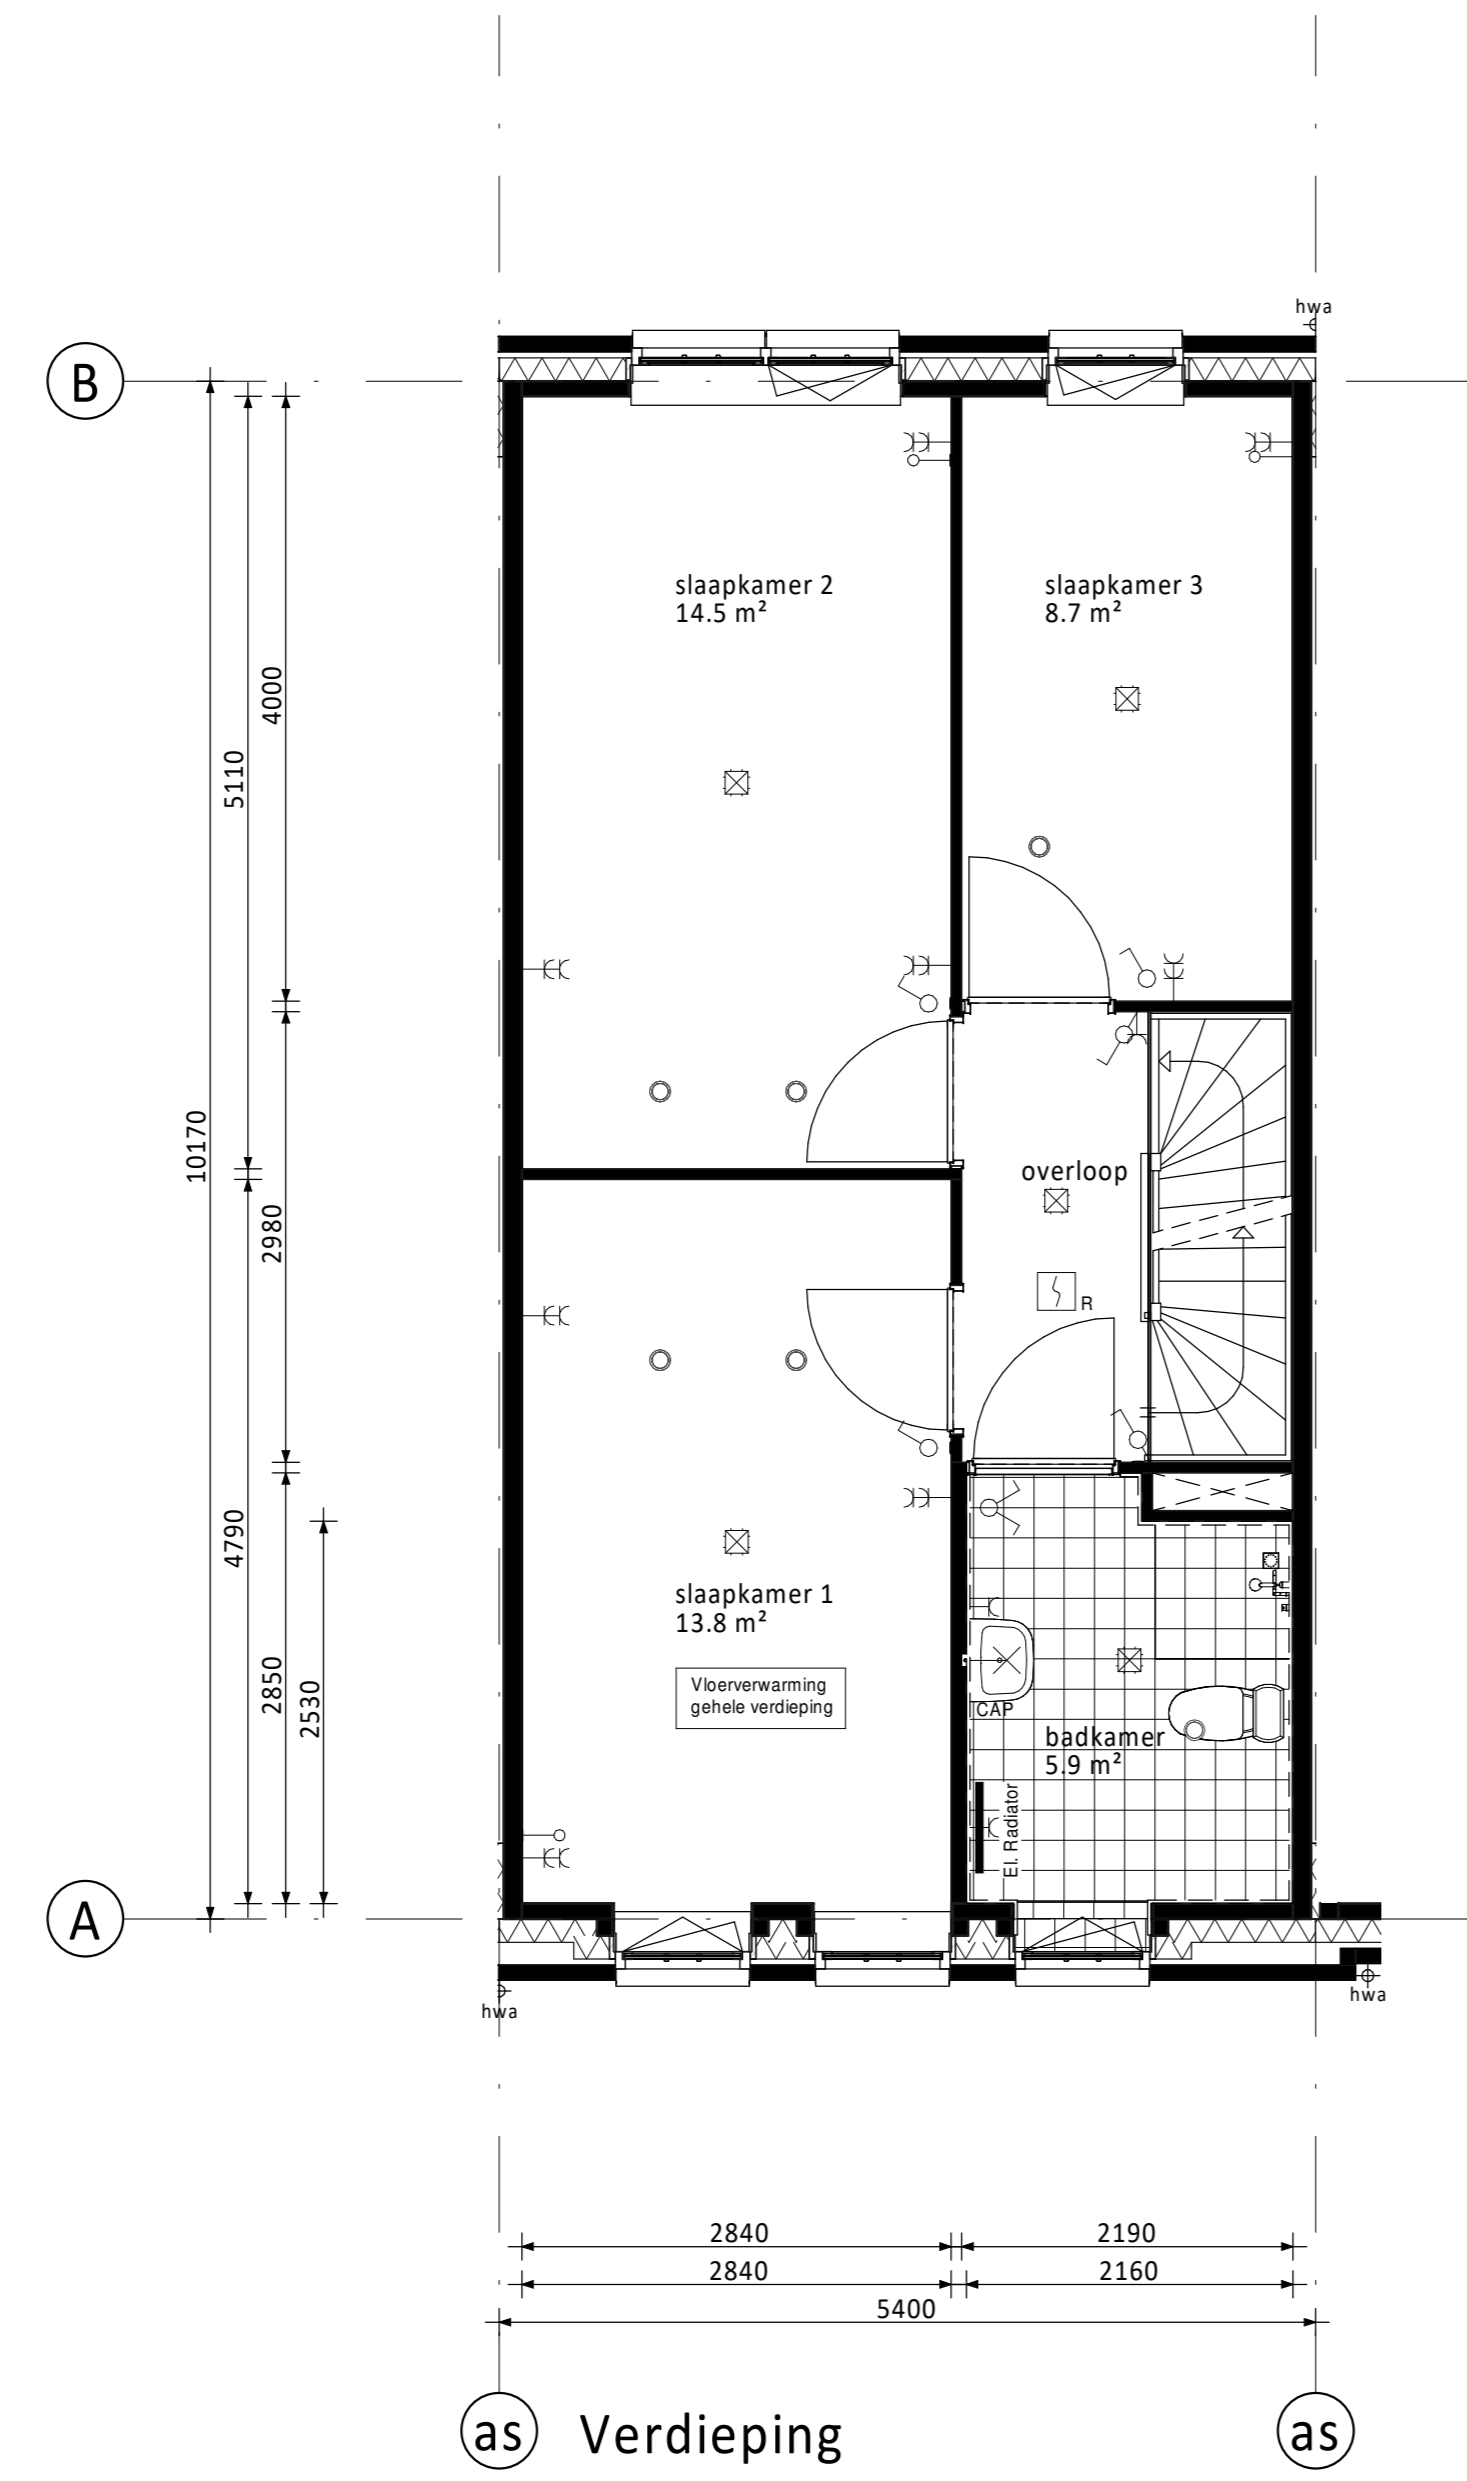 hwa
B
slaapkamer 2
14.5 m²
slaapkamer 3
8.7 m²
4000
5110
10170
overloop
2980
R
4790
slaapkamer 1
13.8 m²
2850
2530
Vloerverwarming
gehele verdieping
CAP
badkamer
5.9 m²
El. Radiator
A
hwa
hwa
2840
2190
2840
2160
5400
as
Verdieping
as